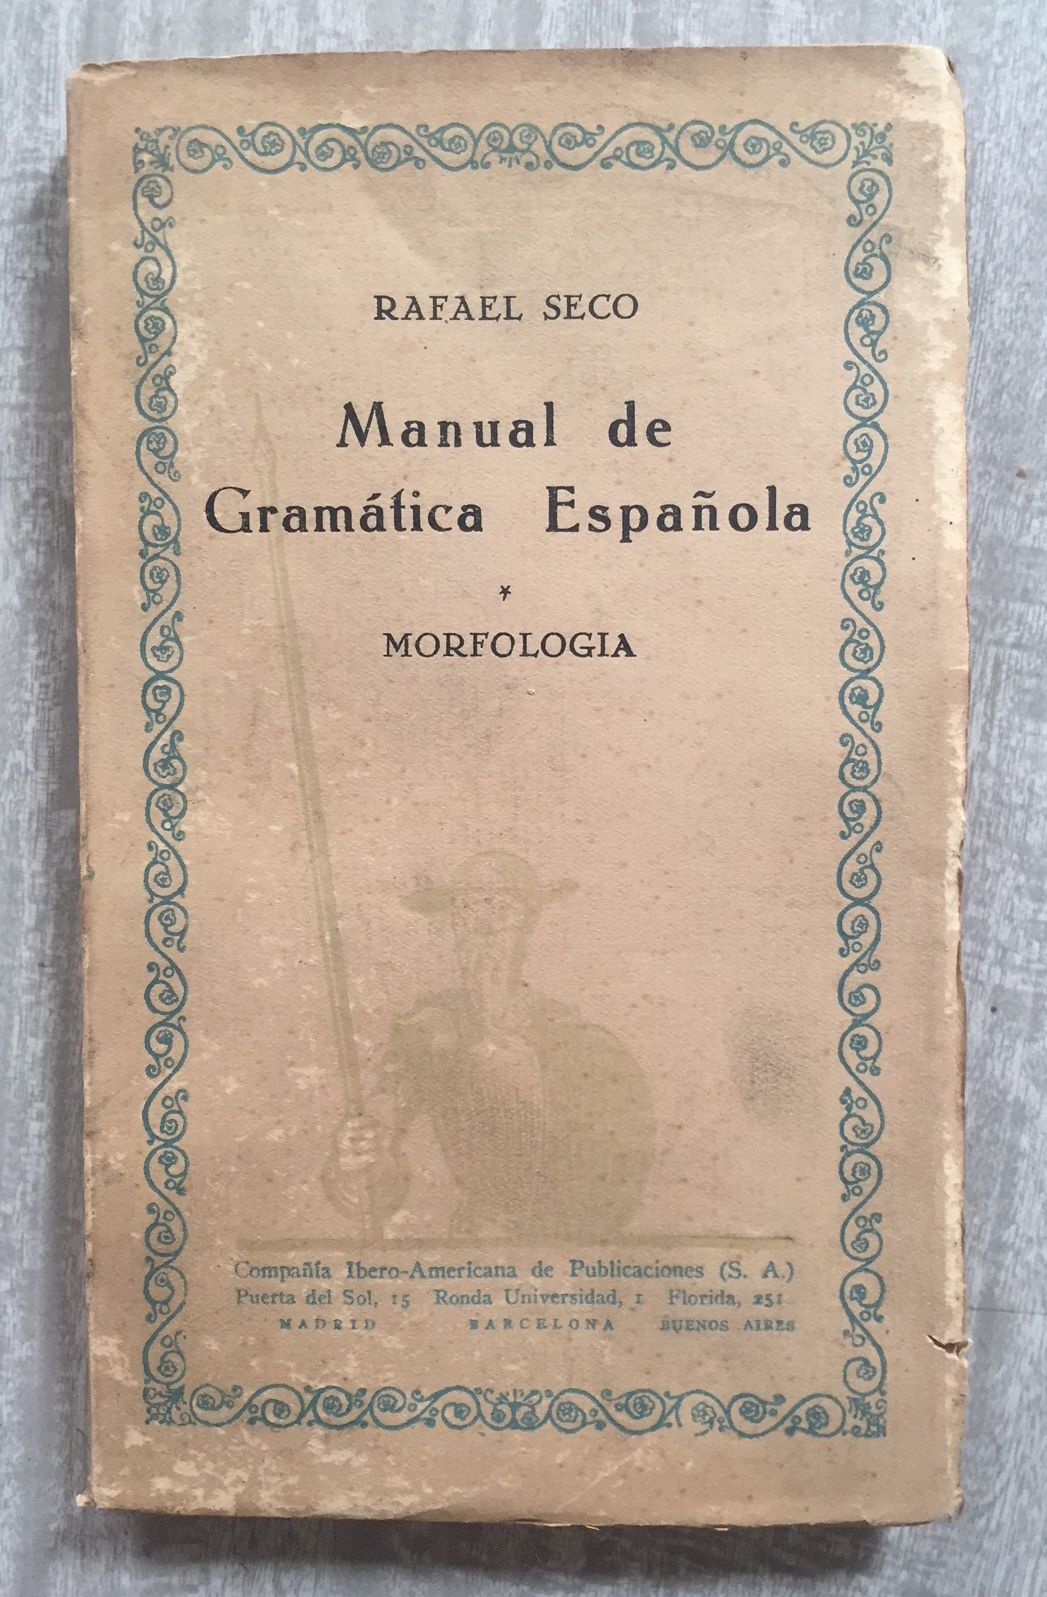 RAFAEL SECO
Manual de
Gramática Española
*
MORFOLOGIA
Compañía Ibero-Americana de Publicaciones (S. A.)
Puerta del Sol, 15 Ronda Universidad, 1 Florida, 251
MADRID BARCELONA BUENOS AIRES